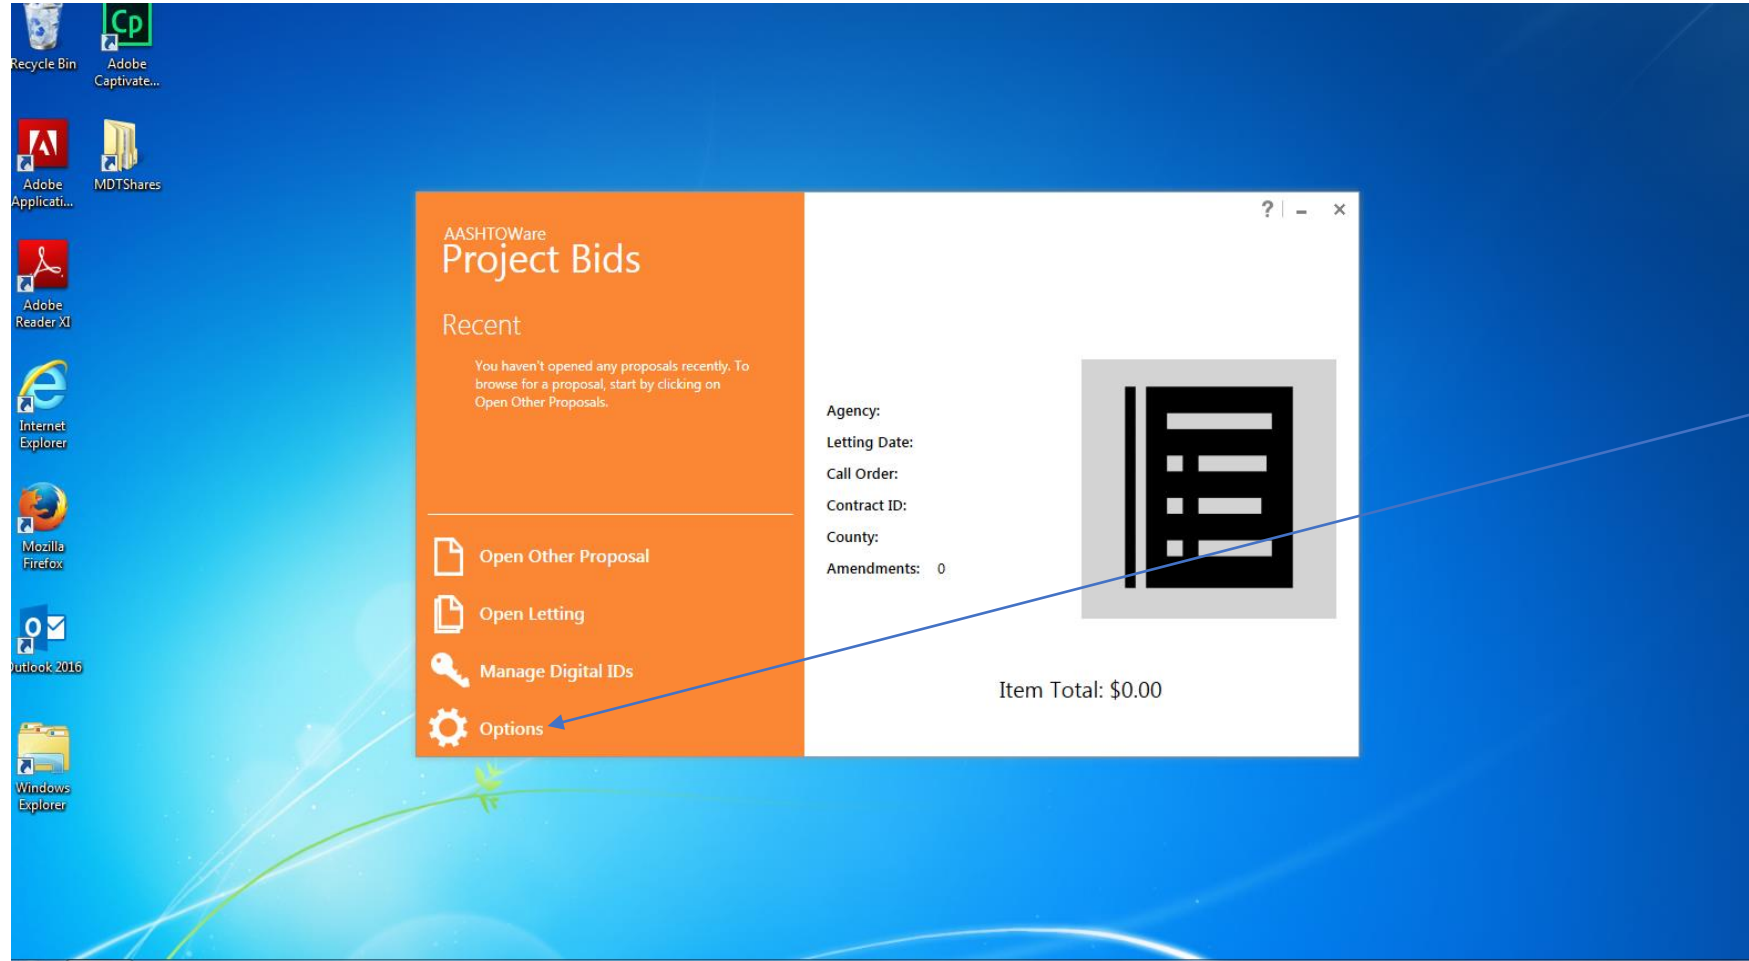 Recycle Bin
Adobe
Captivate...
Adobe
Applicati...
MDTShares
Adobe
Reader XI
Internet
Explorer
Mozilla
Firefox
Outlook 2016
Windows
Explorer
AASHTOWare
Project Bids
Recent
You haven't opened any proposals recently. To
browse for a proposal, start by clicking on
Open Other Proposals.
Open Other Proposal
Open Letting
Manage Digital IDs
Options
? – ×
Agency:
Letting Date:
Call Order:
Contract ID:
County:
Amendments: 0
Item Total: $0.00